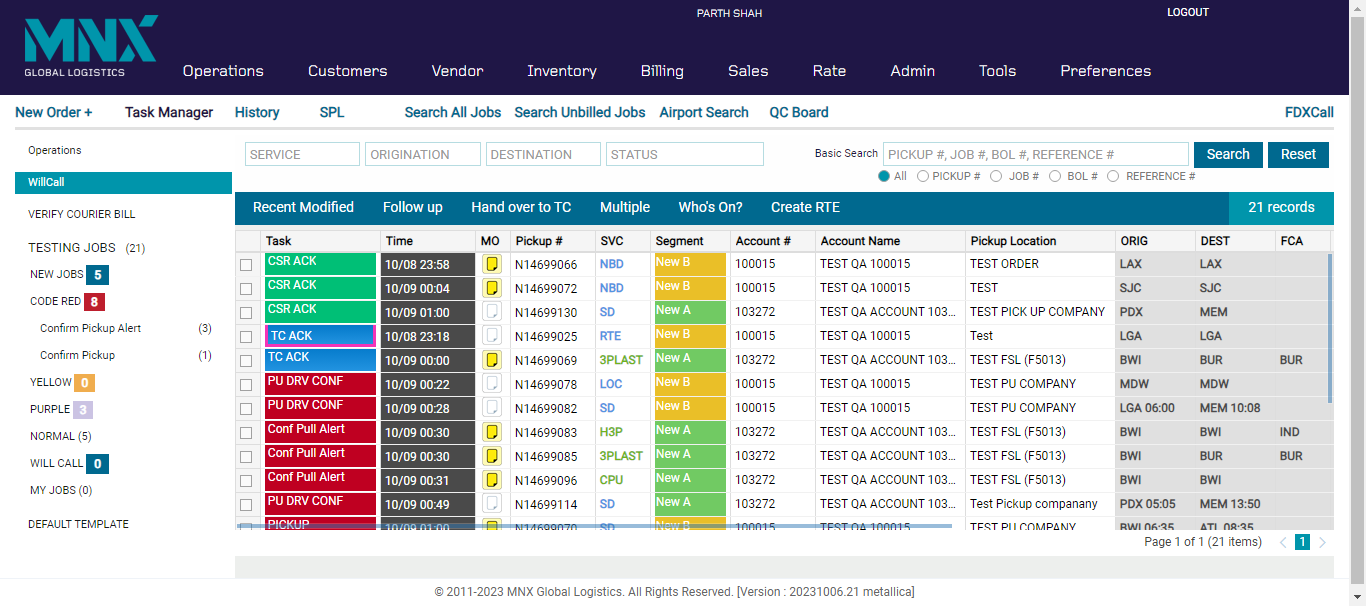 MNX
GLOBAL LOGISTICS
PARTH SHAH
LOGOUT
Operations Customers Vendor Inventory Billing Sales Rate Admin Tools Preferences
New Order + Task Manager History SPL Search All Jobs Search Unbilled Jobs Airport Search QC Board FDXCall
Operations
WillCall
VERIFY COURIER BILL
TESTING JOBS (21)
NEW JOBS 5
CODE RED 8
Confirm Pickup Alert (3)
Confirm Pickup (1)
YELLOW 0
PURPLE 3
NORMAL (5)
WILL CALL 0
MY JOBS (0)
DEFAULT TEMPLATE
SERVICE ORIGINATION DESTINATION STATUS Basic Search PICKUP #, JOB #, BOL #, REFERENCE # Search Reset
All PICKUP # JOB # BOL # REFERENCE #
Recent Modified Follow up Hand over to TC Multiple Who's On? Create RTE 21 records
Task Time MO Pickup # SVC Segment Account # Account Name Pickup Location ORIG DEST FCA
CSR ACK 10/08 23:58 N14699066 NBD New B 100015 TEST QA 100015 TEST ORDER LAX LAX
CSR ACK 10/09 00:04 N14699072 NBD New B 100015 TEST QA 100015 TEST SJC SJC
CSR ACK 10/09 01:00 N14699130 SD New A 103272 TEST QA ACCOUNT 103... TEST PICK UP COMPANY PDX MEM
TC ACK 10/08 23:18 N14699025 RTE New B 100015 TEST QA 100015 Test LGA LGA
TC ACK 10/09 00:00 N14699069 3PLAST New A 103272 TEST QA ACCOUNT 103... TEST FSL (F5013) BWI BUR BUR
PU DRV CONF 10/09 00:22 N14699078 LOC New B 100015 TEST QA 100015 TEST PU COMPANY MDW MDW
PU DRV CONF 10/09 00:28 N14699082 SD New B 100015 TEST QA 100015 TEST PU COMPANY LGA 06:00 MEM 10:08
Conf Pull Alert 10/09 00:30 N14699083 H3P New A 103272 TEST QA ACCOUNT 103... TEST FSL (F5013) BWI BWI IND
Conf Pull Alert 10/09 00:30 N14699085 3PLAST New A 103272 TEST QA ACCOUNT 103... TEST FSL (F5013) BWI BUR BUR
Conf Pull Alert 10/09 00:31 N14699096 CPU New A 103272 TEST QA ACCOUNT 103... TEST FSL (F5013) BWI BWI
PU DRV CONF 10/09 00:49 N14699114 SD New A 103272 TEST QA ACCOUNT 103... Test Pickup companany PDX 05:05 MEM 13:50
PICKUP 10/09 01:00 N14699070 SD New B 100015 TEST QA 100015 TEST PU COMPANY BWI 06:35 ATL 08:35
Page 1 of 1 (21 items) 1
© 2011-2023 MNX Global Logistics. All Rights Reserved. [Version : 20231006.21 metallica]